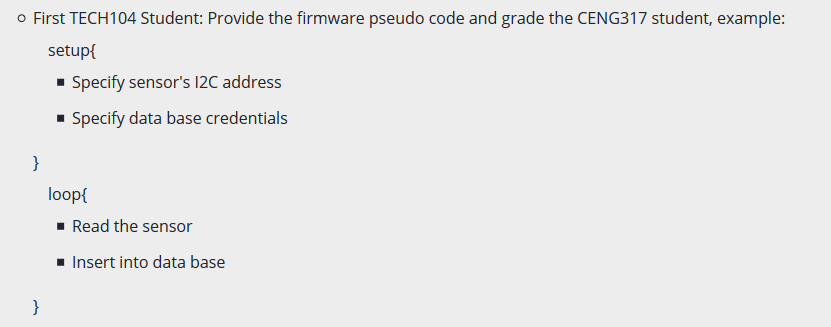 First TECH104 Student: Provide the firmware pseudo code and grade the CENG317 student, example:
setup{
Specify sensor's I2C address
Specify data base credentials
}
loop{
Read the sensor
Insert into data base
}